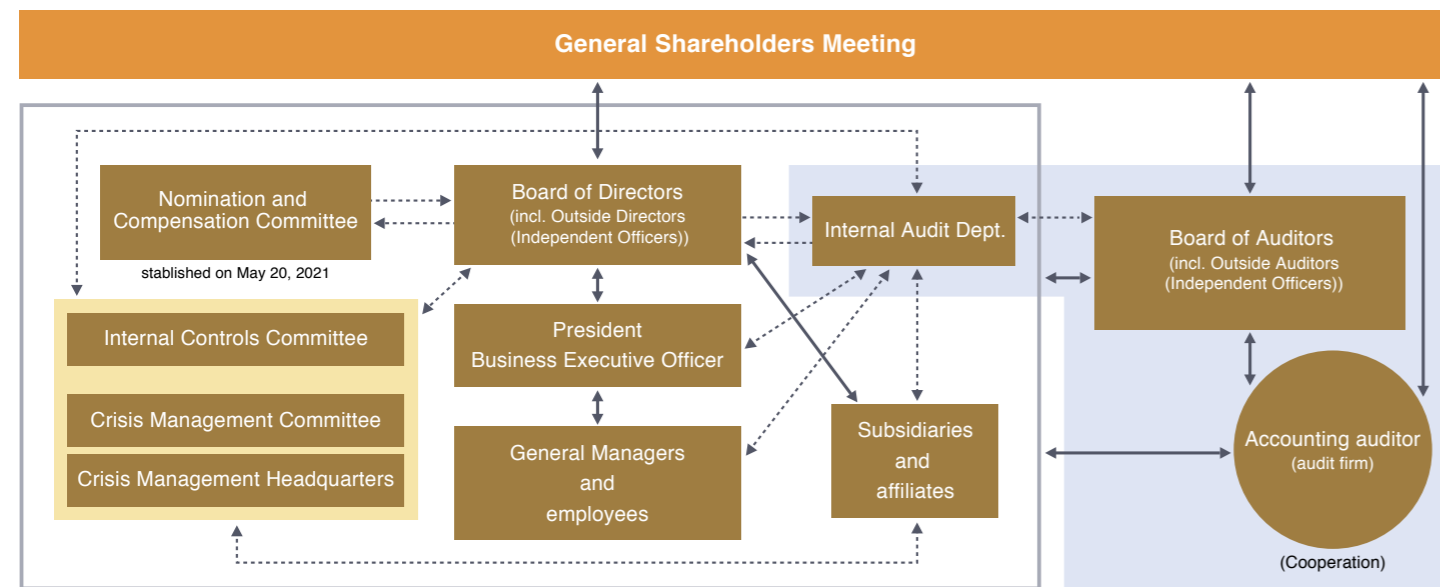 General Shareholders Meeting
Nomination and
Compensation Committee
stablished on May 20, 2021
Board of Directors
(incl. Outside Directors
(Independent Officers))
Internal Audit Dept.
Board of Auditors
(incl. Outside Auditors
(Independent Officers))
Internal Controls Committee
Crisis Management Committee
Crisis Management Headquarters
President
Business Executive Officer
General Managers
and
employees
Subsidiaries
and
affiliates
Accounting auditor
(audit firm)
(Cooperation)